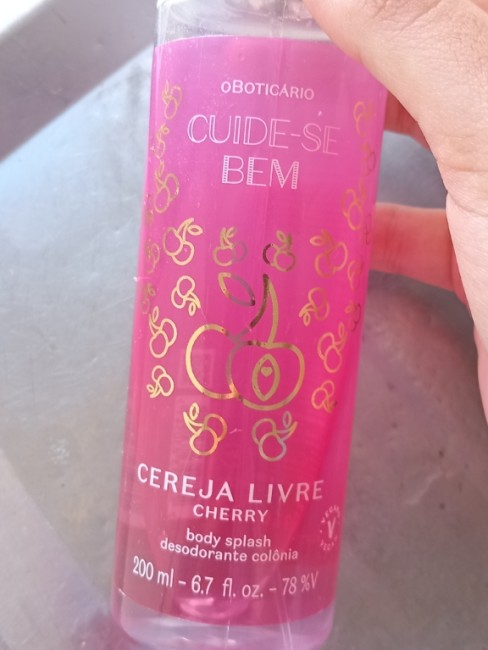 oBOTICÁRIO
CUIDE-SE
BEM
CEREJA LIVRE
CHERRY
body splash
desodorante colônia
200 ml – 6.7 fl. oz. – 78 %V